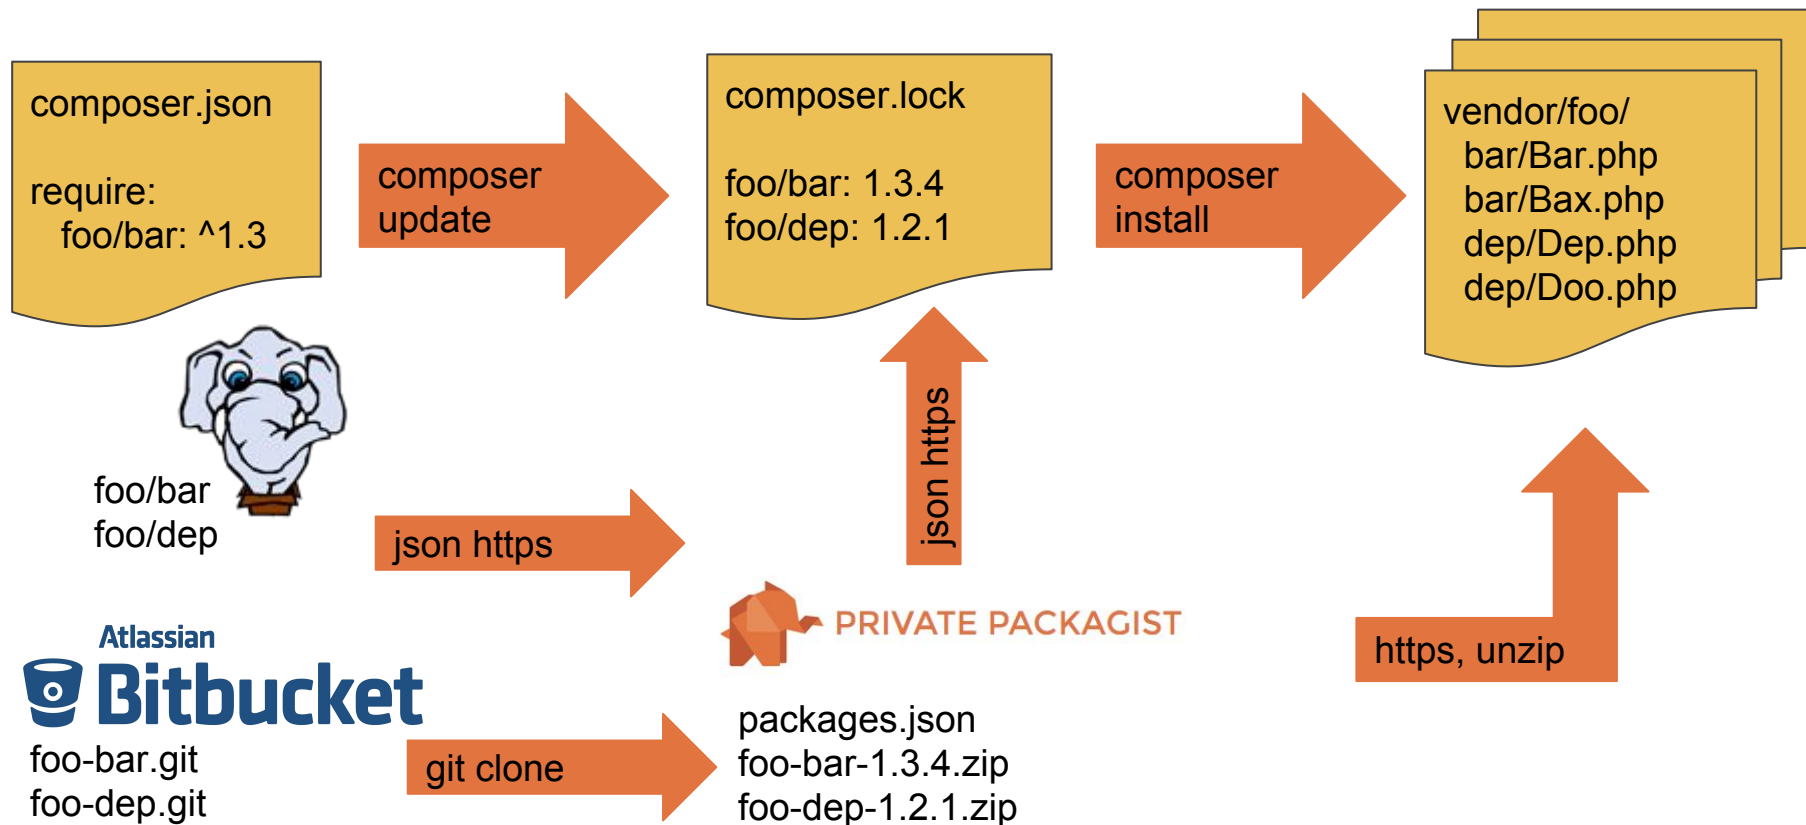 composer.json
require:
foo/bar: ^1.3
composer
update
composer.lock
foo/bar: 1.3.4
foo/dep: 1.2.1
composer
install
vendor/foo/
bar/Bar.php
bar/Bax.php
dep/Dep.php
dep/Doo.php
foo/bar
foo/dep
json https
json https
PRIVATE PACKAGIST
https, unzip
Atlassian
Bitbucket
foo-bar.git
foo-dep.git
git clone
packages.json
foo-bar-1.3.4.zip
foo-dep-1.2.1.zip